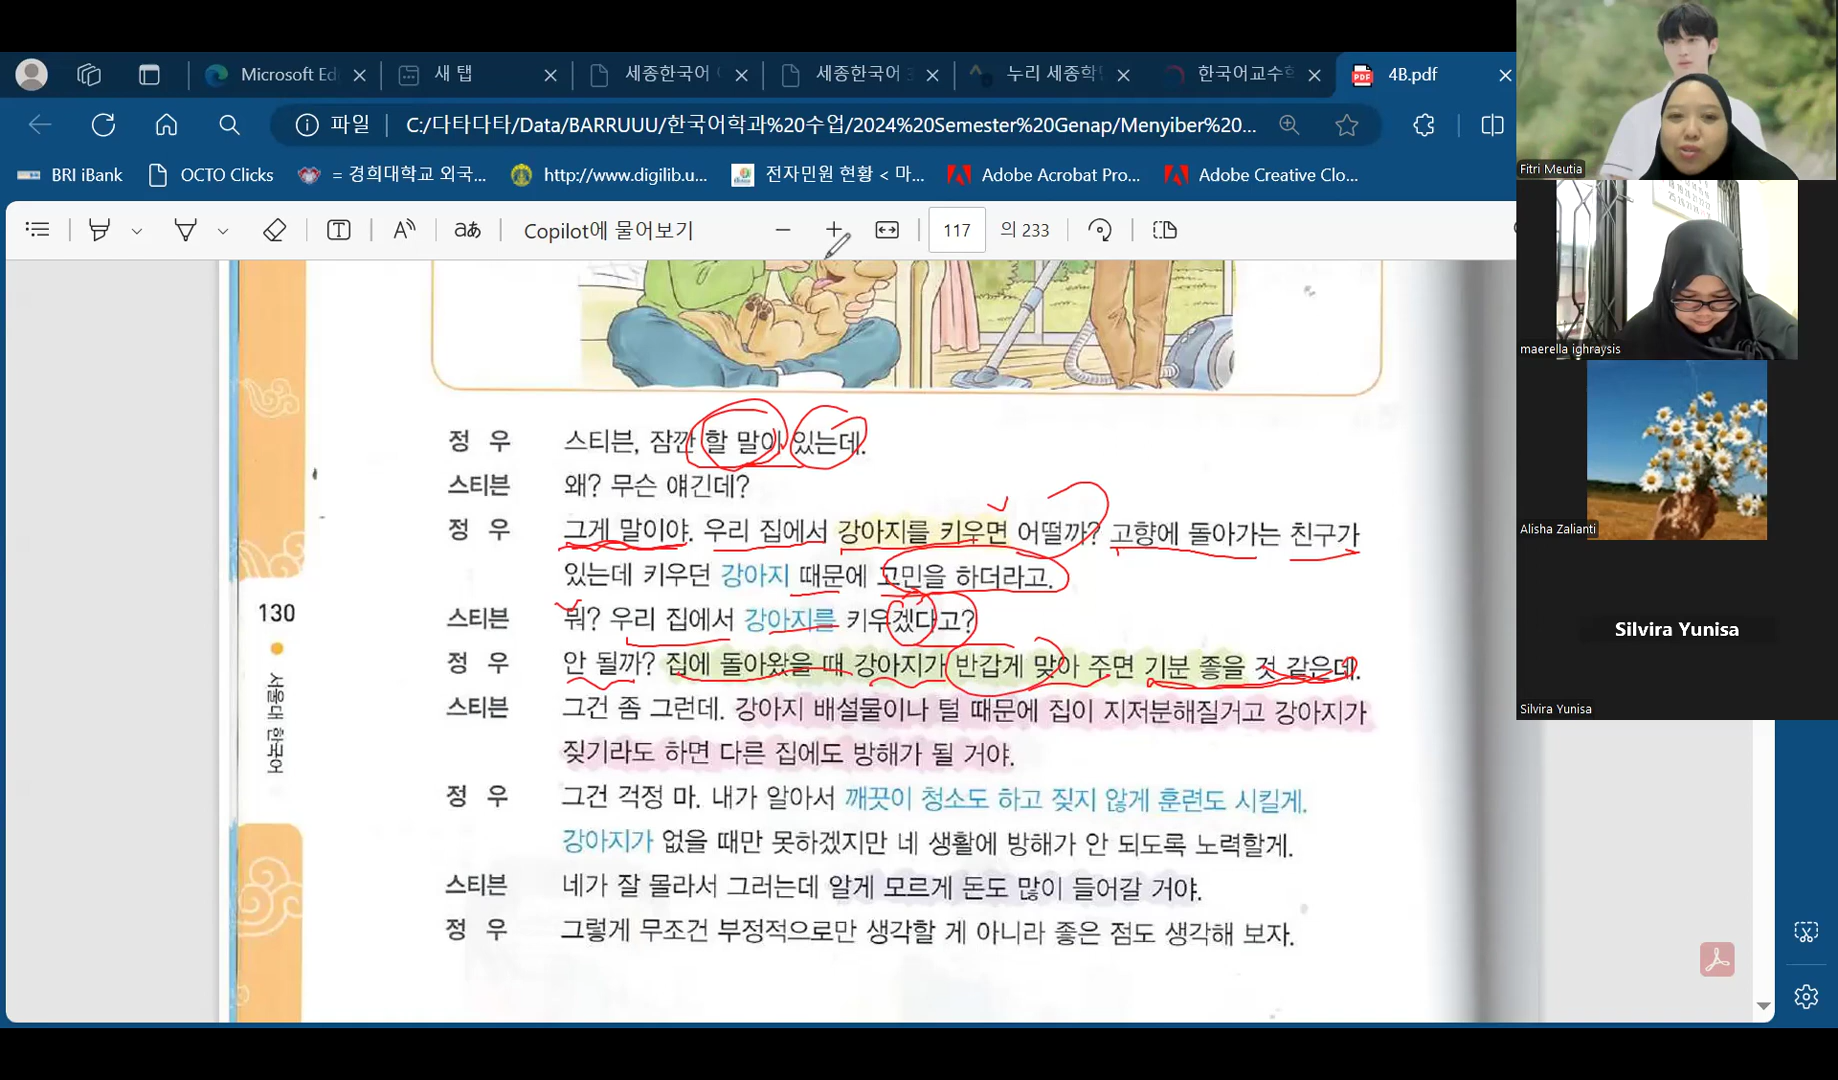 Microsoft Ed
새 탭
세종한국어
세종한국어
누리 세종학
한국어교수
4B.pdf
파일
C:/다타다타/Data/BARRUUU/한국어학과%20수업/2024%20Semester%20Genap/Menyiber%20...
BRI iBank
OCTO Clicks
= 경희대학교 외국...
http://www.digilib.u...
전자민원 현황 < 마...
Adobe Acrobat Pro...
Adobe Creative Clo...
Copilot에 물어보기
117 의 233
정 우 스티븐, 잠깐 할 말이 있는데.
스티븐 왜? 무슨 얘긴데?
정 우 그게 말이야. 우리 집에서 강아지를 키우면 어떨까? 고향에 돌아가는 친구가
있는데 키우던 강아지 때문에 고민을 하더라고.
스티븐 뭐? 우리 집에서 강아지를 키우겠다고?
정 우 안 될까? 집에 돌아왔을 때 강아지가 반갑게 맞아 주면 기분 좋을 것 같은데.
스티븐 그건 좀 그런데. 강아지 배설물이나 털 때문에 집이 지저분해질거고 강아지가
짖기라도 하면 다른 집에도 방해가 될 거야.
정 우 그건 걱정 마. 내가 알아서 깨끗이 청소도 하고 짖지 않게 훈련도 시킬게.
강아지가 없을 때만 못하겠지만 네 생활에 방해가 안 되도록 노력할게.
스티븐 네가 잘 몰라서 그러는데 알게 모르게 돈도 많이 들어갈 거야.
정 우 그렇게 무조건 부정적으로만 생각할 게 아니라 좋은 점도 생각해 보자.
130
서울대 한국어
Fitri Meutia
maerella ighraysis
Alisha Zalianti
Silvira Yunisa
Silvira Yunisa